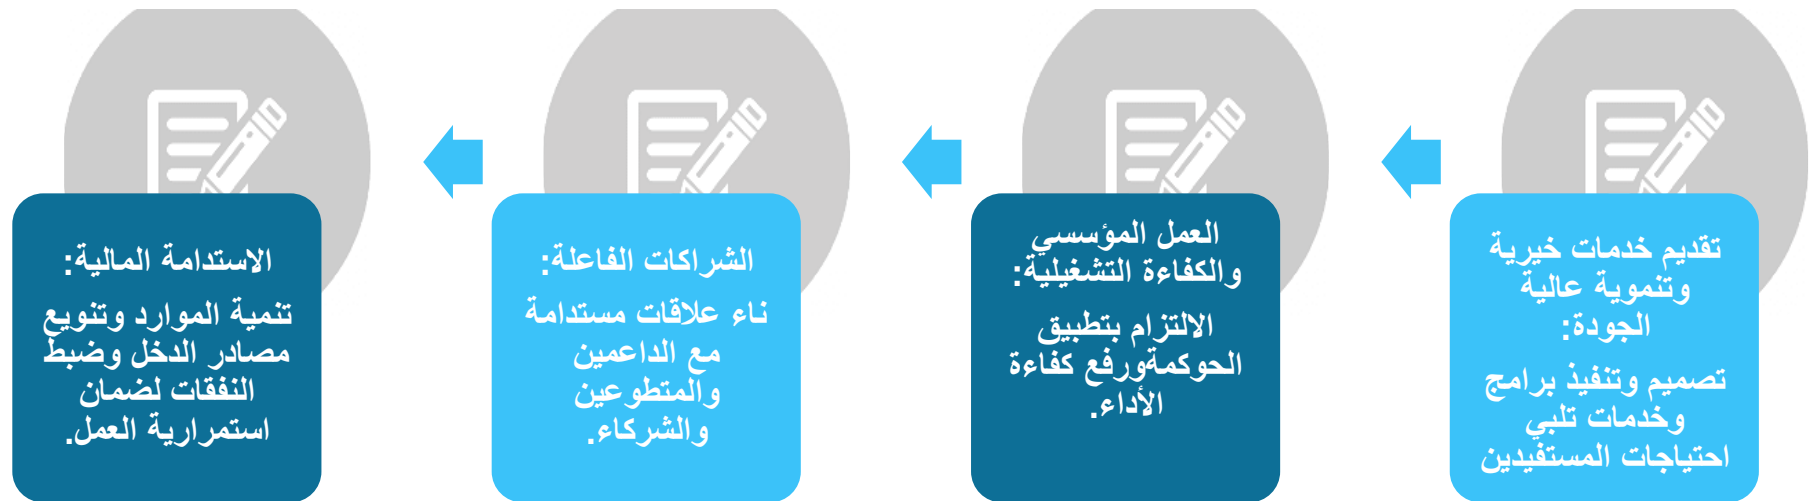 تقديم خدمات خيرية
وتنموية عالية
الجودة:
تصميم وتنفيذ برامج
وخدمات تلبي
احتياجات المستفيدين
العمل المؤسسي
والكفاءة التشغيلية:
الالتزام بتطبيق
الحوكمةورفع كفاءة
الأداء.
الشراكات الفاعلة:
ناء علاقات مستدامة
مع الداعمين
والمتطوعين
والشركاء.
الاستدامة المالية:
تنمية الموارد وتنويع
مصادر الدخل وضبط
النفقات لضمان
استمرارية العمل.